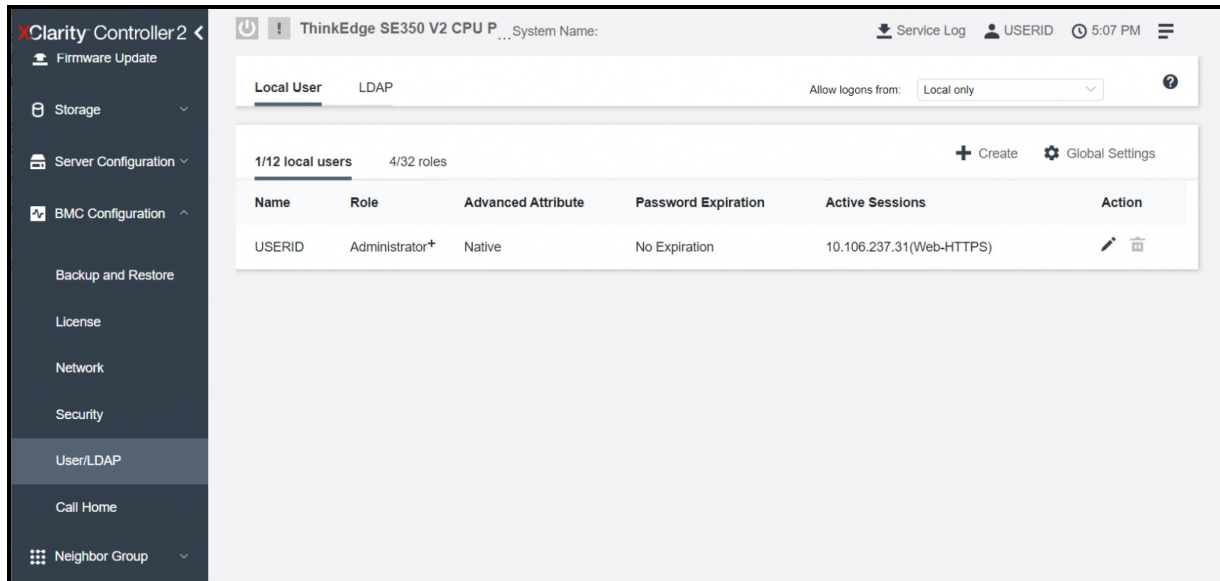 XClarity Controller 2
Firmware Update
Storage
Server Configuration
BMC Configuration
Backup and Restore
License
Network
Security
User/LDAP
Call Home
Neighbor Group
! ThinkEdge SE350 V2 CPU P... System Name:
Service Log USERID 5:07 PM
Local User LDAP Allow logons from: Local only ?
1/12 local users 4/32 roles + Create Global Settings
Name Role Advanced Attribute Password Expiration Active Sessions Action
USERID Administrator+ Native No Expiration 10.106.237.31(Web-HTTPS)